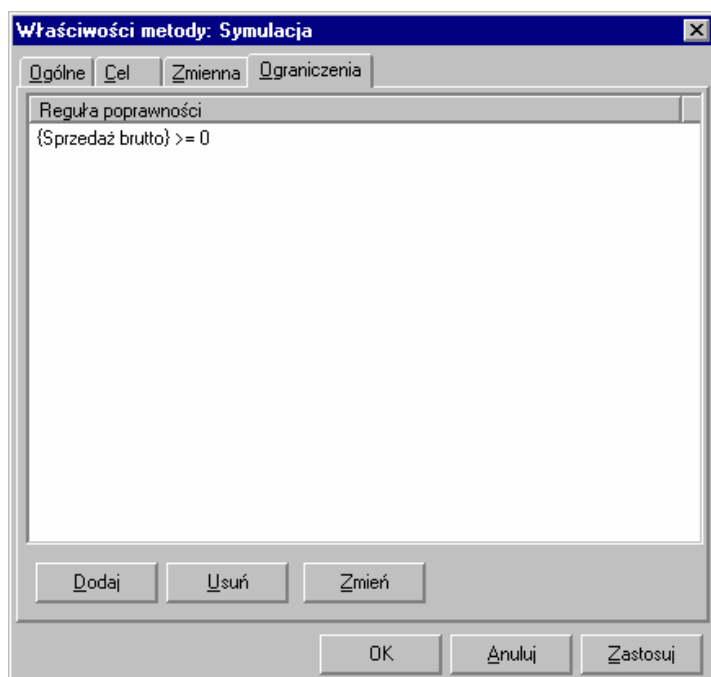 Właściwości metody: Symulacja
Ogólne Cel Zmienna Ograniczenia
Reguła poprawności
{Sprzedaż brutto} >= 0
Dodaj Usuń Zmień
OK Anuluj Zastosuj